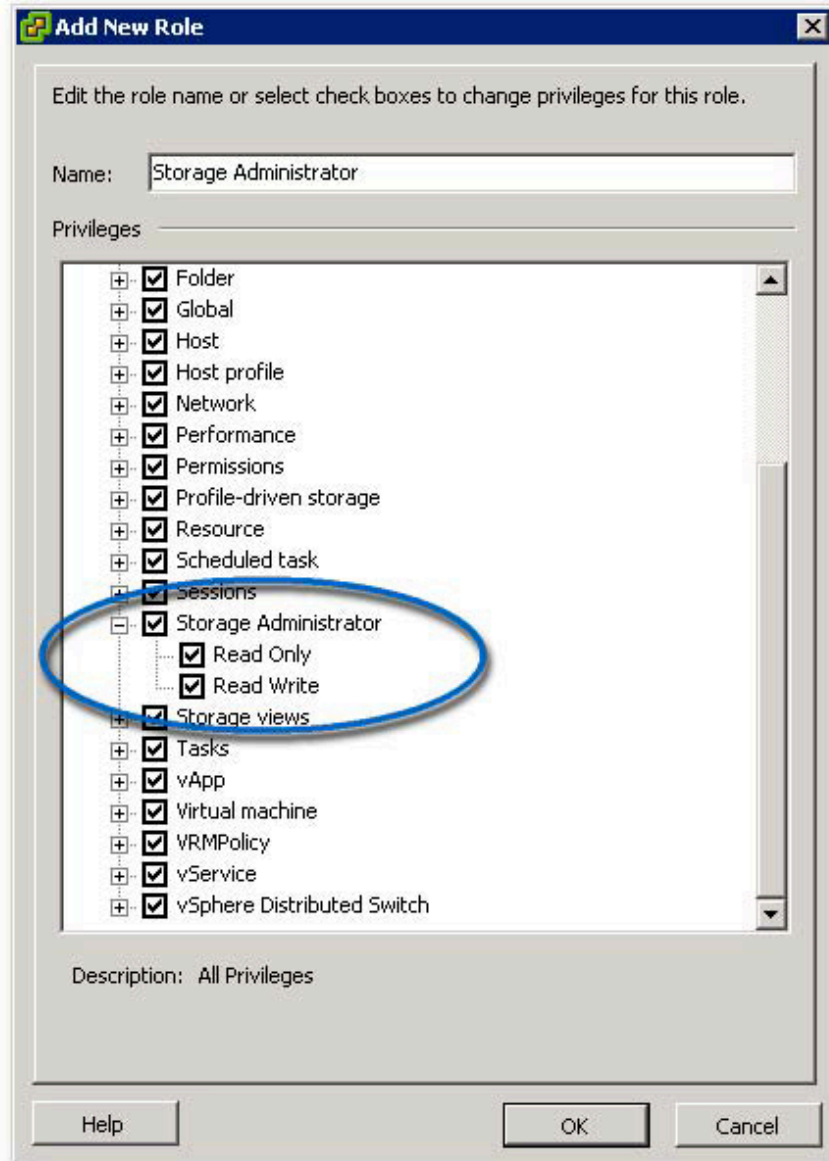 Add New Role
Edit the role name or select check boxes to change privileges for this role.
Name: Storage Administrator
Privileges
Folder
Global
Host
Host profile
Network
Performance
Permissions
Profile-driven storage
Resource
Scheduled task
Sessions
Storage Administrator
Read Only
Read Write
Storage views
Tasks
vApp
Virtual machine
VRMPolicy
vService
vSphere Distributed Switch
Description: All Privileges
Help OK Cancel